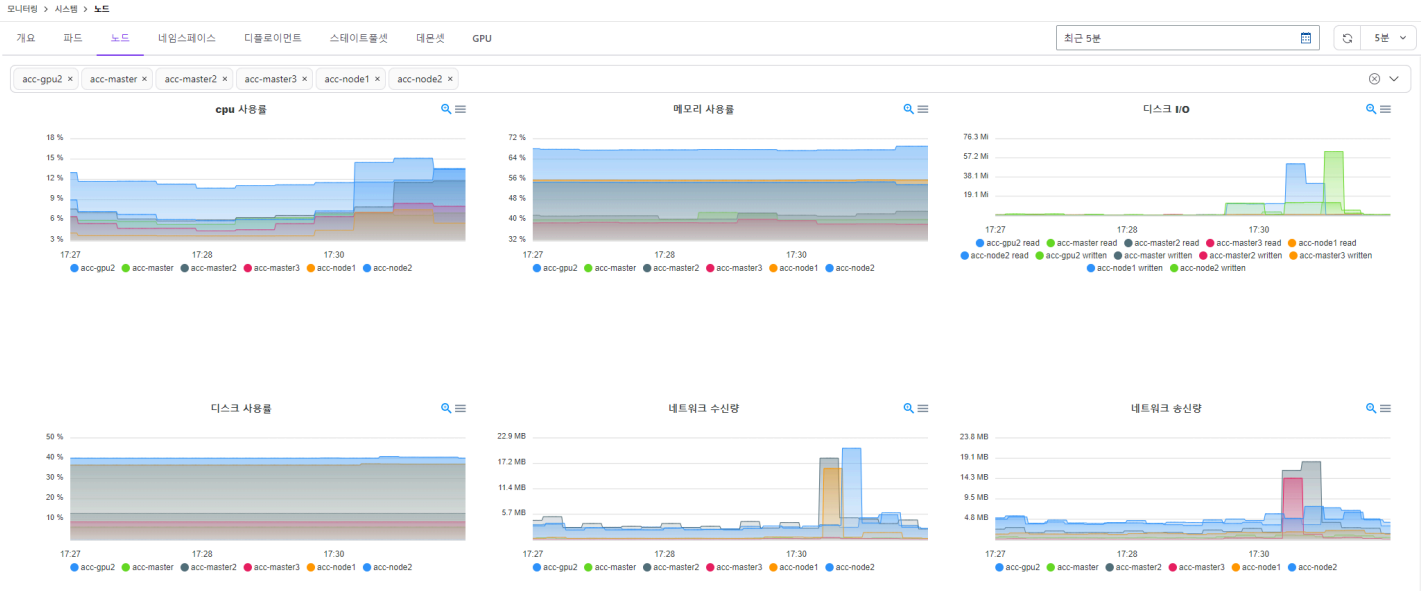 모니터링 > 시스템 > 노드
개요 파드 노드 네임스페이스 디플로이먼트 스테이트풀셋 데몬셋 GPU 최근 5분 5분
acc-gpu2 × acc-master × acc-master2 × acc-master3 × acc-node1 × acc-node2 ×
cpu 사용률
18 %
15 %
12 %
9 %
6 %
3 %
17:27 17:28 17:30
acc-gpu2 acc-master acc-master2 acc-master3 acc-node1 acc-node2
메모리 사용률
72 %
64 %
56 %
48 %
40 %
32 %
17:27 17:28 17:30
acc-gpu2 acc-master acc-master2 acc-master3 acc-node1 acc-node2
디스크 I/O
76.3 Mi
57.2 Mi
38.1 Mi
19.1 Mi
17:27 17:28 17:30
acc-gpu2 read acc-master read acc-master2 read acc-master3 read acc-node1 read
acc-node2 read acc-gpu2 written acc-master written acc-master2 written acc-master3 written
acc-node1 written acc-node2 written
디스크 사용률
50 %
40 %
30 %
20 %
10 %
17:27 17:28 17:30
acc-gpu2 acc-master acc-master2 acc-master3 acc-node1 acc-node2
네트워크 수신량
22.9 MB
17.2 MB
11.4 MB
5.7 MB
17:27 17:28 17:30
acc-gpu2 acc-master acc-master2 acc-master3 acc-node1 acc-node2
네트워크 송신량
23.8 MB
19.1 MB
14.3 MB
9.5 MB
4.8 MB
17:27 17:28 17:30
acc-gpu2 acc-master acc-master2 acc-master3 acc-node1 acc-node2